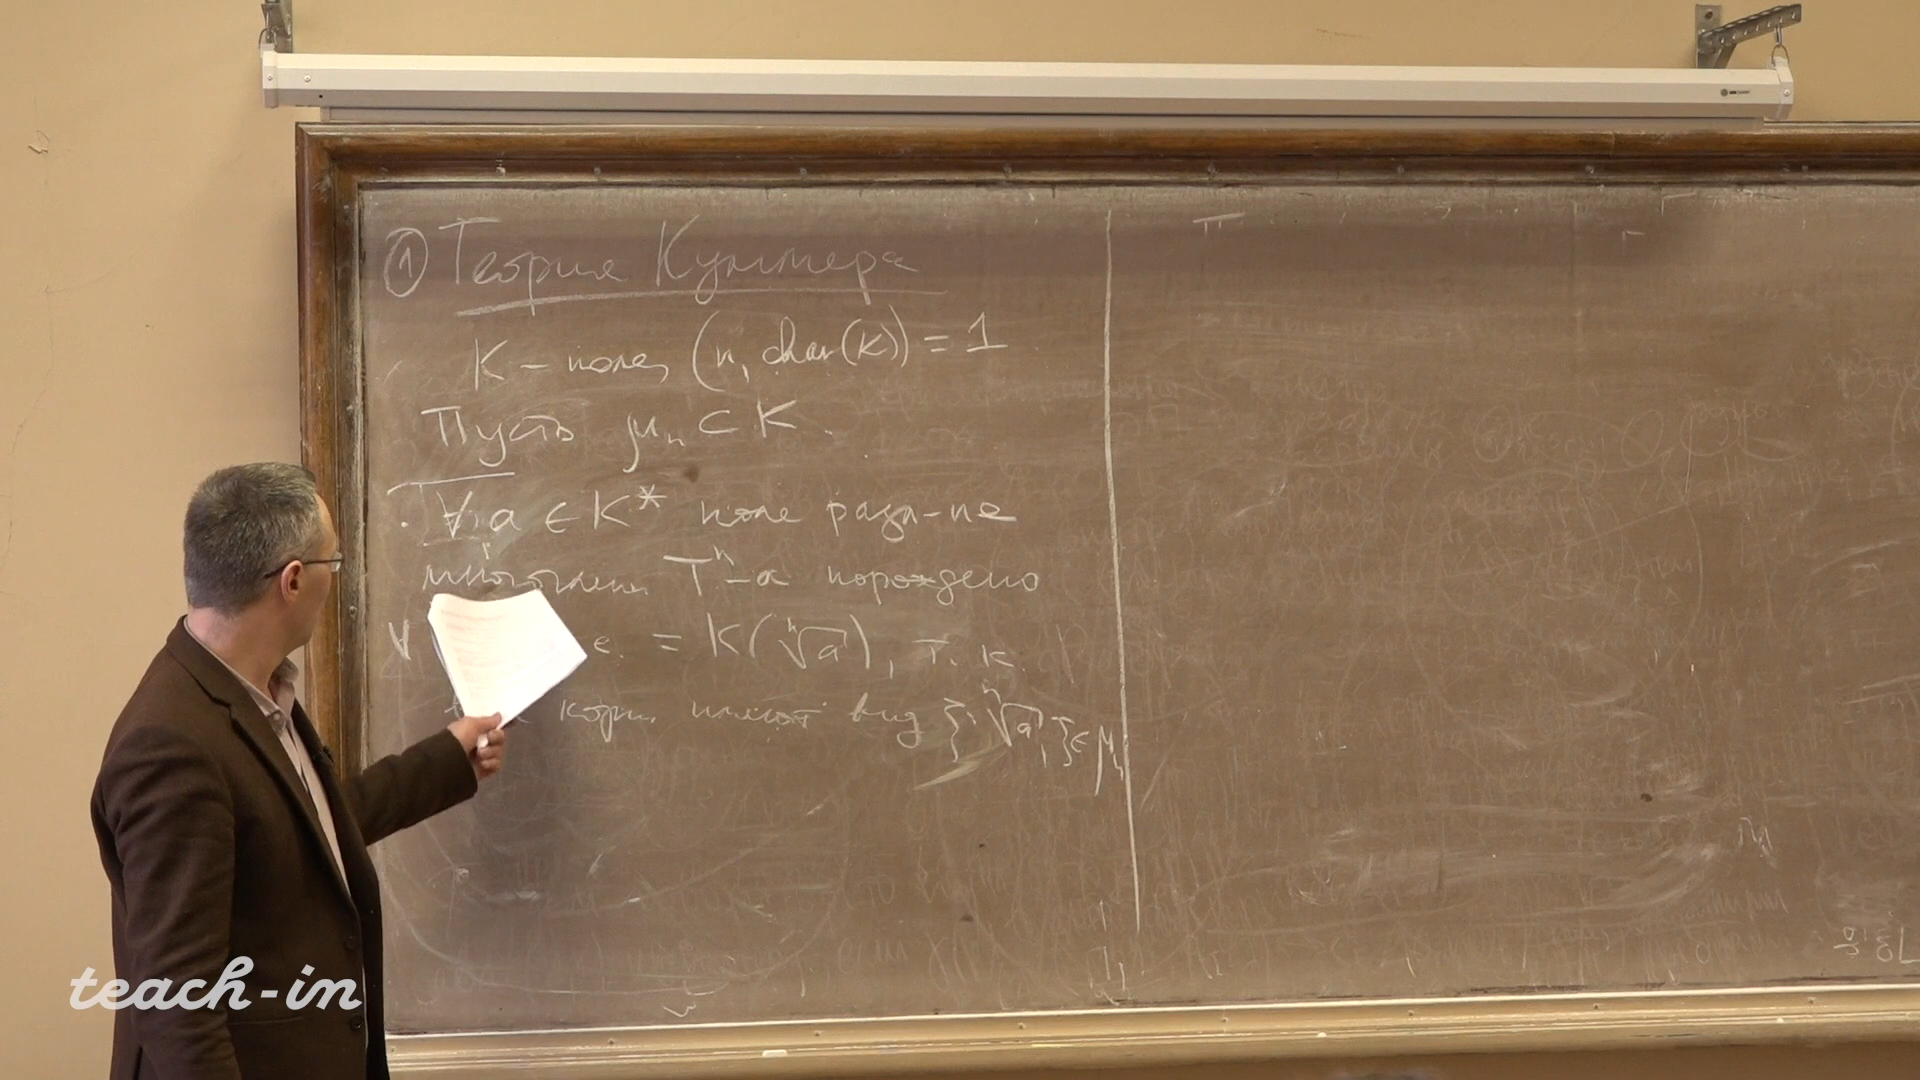 ① Теория Куммера
K – поле, (n, char(K)) = 1
Пусть μₙ ⊂ K.
· ∀ a ∈ K* поле разл-ия
многочлена Tⁿ – a порождено
∀ = K(ⁿ√a), т. к.
корни имеют вид ξ · ⁿ√a, ξ ∈ μₙ
teach-in